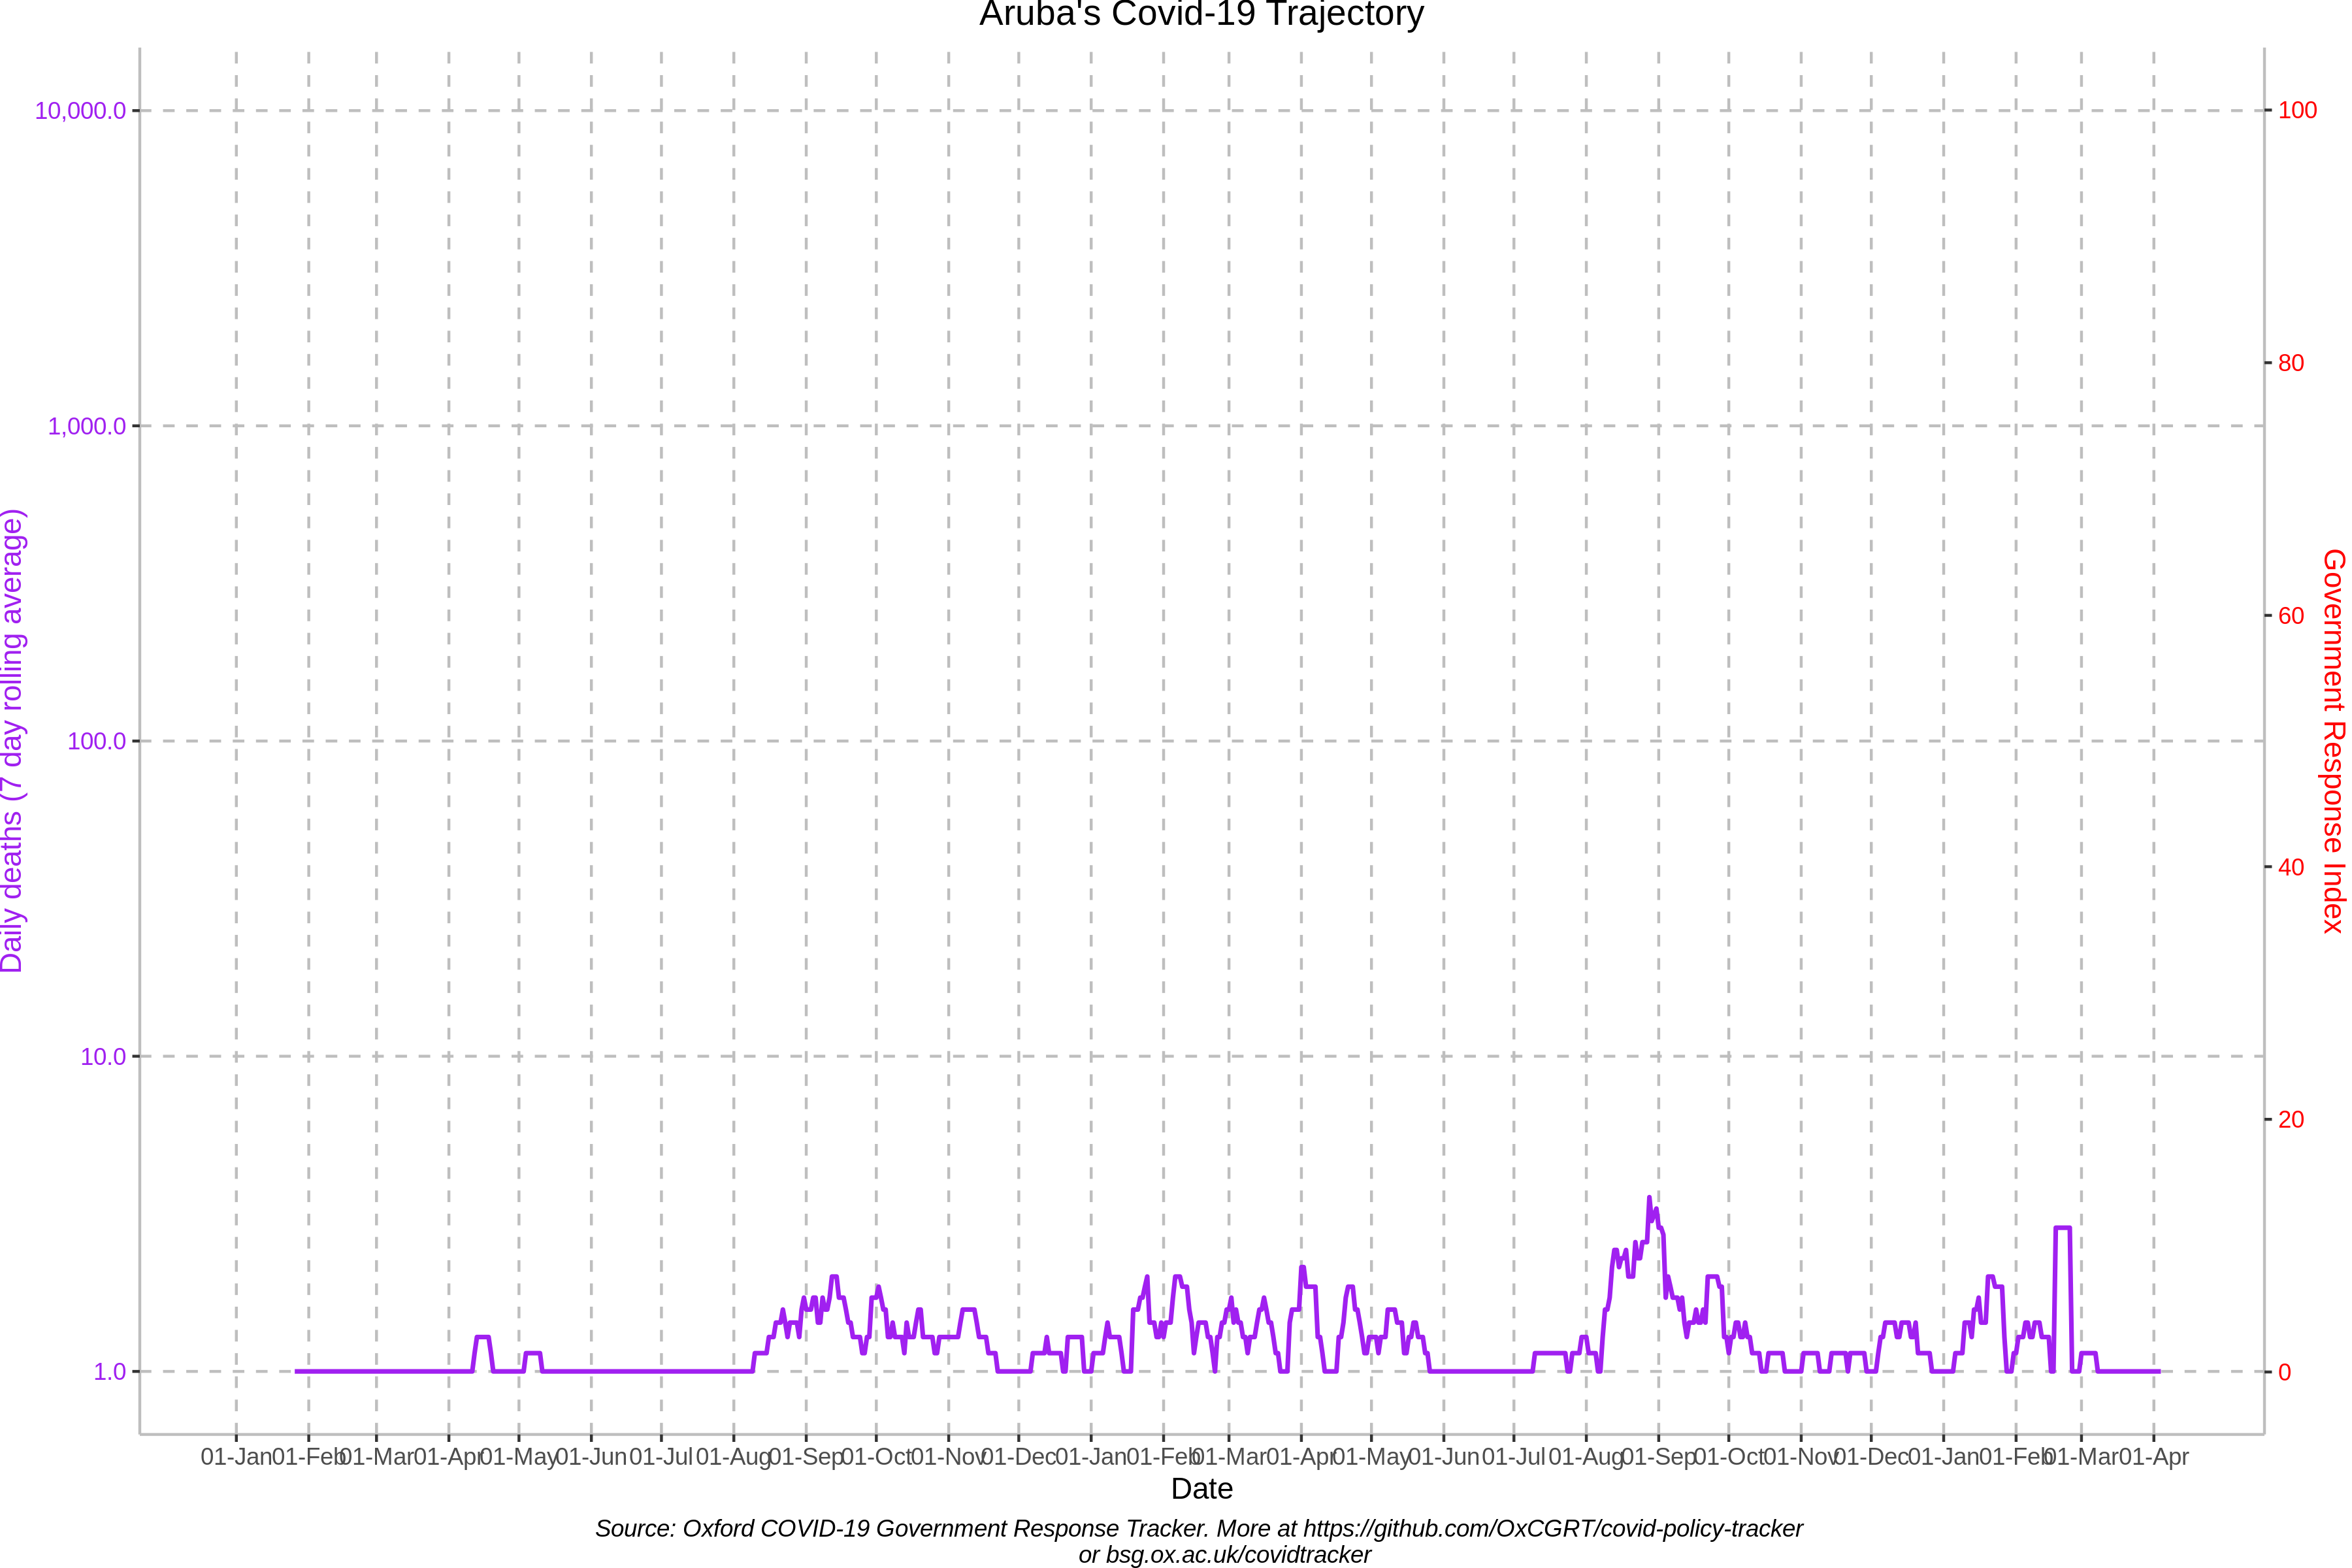 Aruba's Covid-19 Trajectory
10,000.0
1,000.0
100.0
10.0
1.0
Daily deaths (7 day rolling average)
100
80
60
40
20
0
Government Response Index
01-Jan 01-Feb 01-Mar 01-Apr 01-May 01-Jun 01-Jul 01-Aug 01-Sep 01-Oct 01-Nov 01-Dec 01-Jan 01-Feb 01-Mar 01-Apr 01-May 01-Jun 01-Jul 01-Aug 01-Sep 01-Oct 01-Nov 01-Dec 01-Jan 01-Feb 01-Mar 01-Apr
Date
Source: Oxford COVID-19 Government Response Tracker. More at https://github.com/OxCGRT/covid-policy-tracker
or bsg.ox.ac.uk/covidtracker